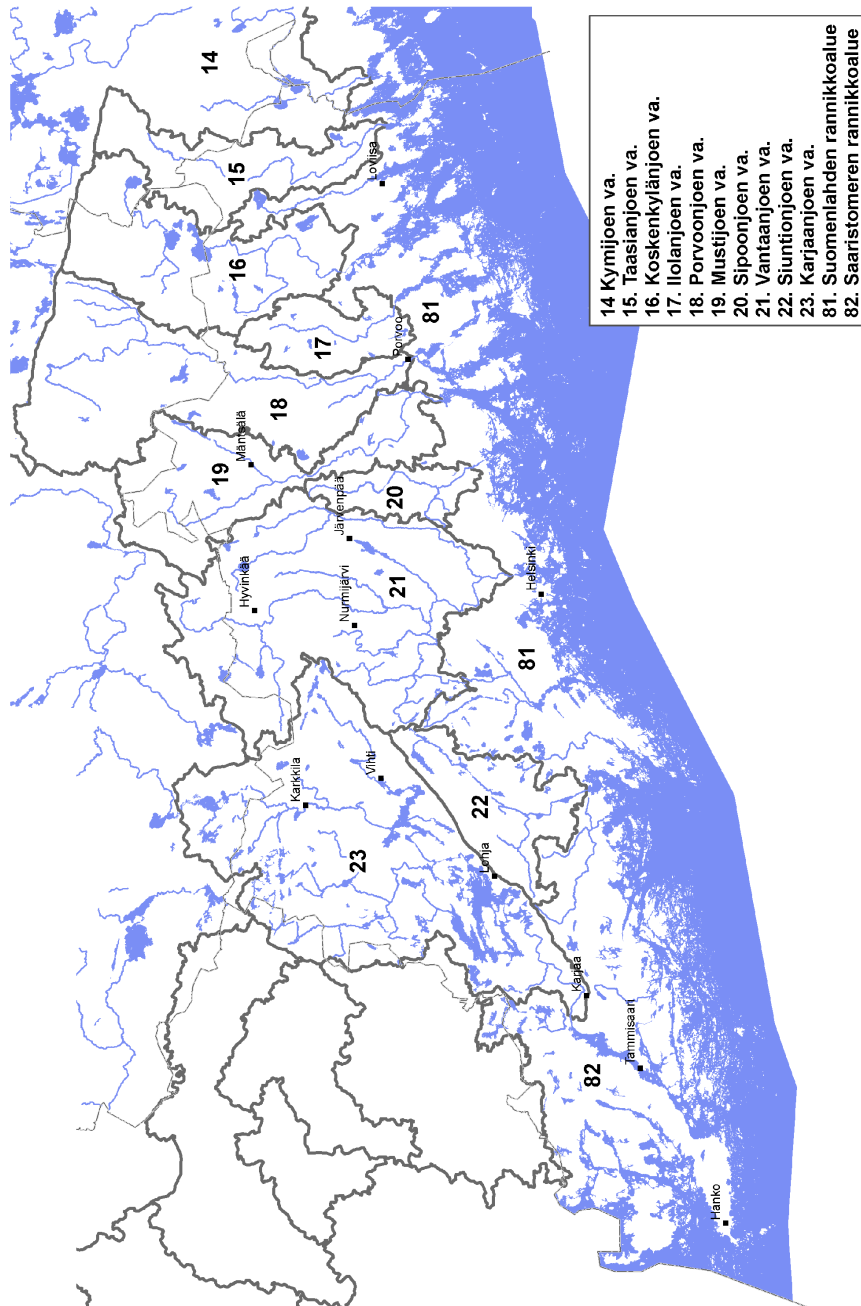 14
19
15
16
Mäntsälä
Hyvinkää
18
Karkkila
17
Järvenpää
Nurmijärvi
23
Vihti
Loviisa
20
21
Porvoo
81
22
Lohja
81
Helsinki
Karjaa
82
Tammisaari
Hanko
14 Kymijoen va.
15. Taasianjoen va.
16. Koskenkylänjoen va.
17. Ilolanjoen va.
18. Porvoonjoen va.
19. Mustijoen va.
20. Sipoonjoen va.
21. Vantaanjoen va.
22. Siuntionjoen va.
23. Karjaanjoen va.
81. Suomenlahden rannikkoalue
82. Saaristomeren rannikkoalue